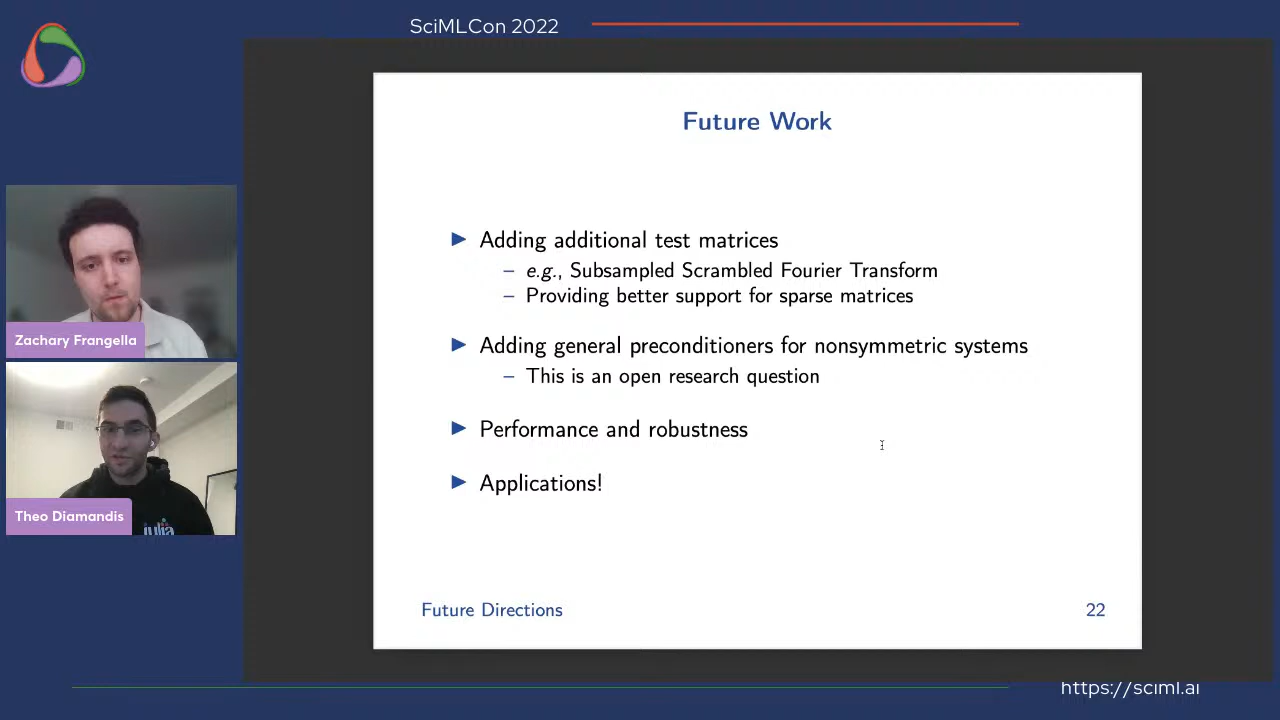 SciMLCon 2022
Future Work
Adding additional test matrices
– e.g., Subsampled Scrambled Fourier Transform
– Providing better support for sparse matrices
Adding general preconditioners for nonsymmetric systems
– This is an open research question
Performance and robustness
Applications!
Future Directions
22
Zachary Frangella
Theo Diamandis
julia
https://sciml.ai